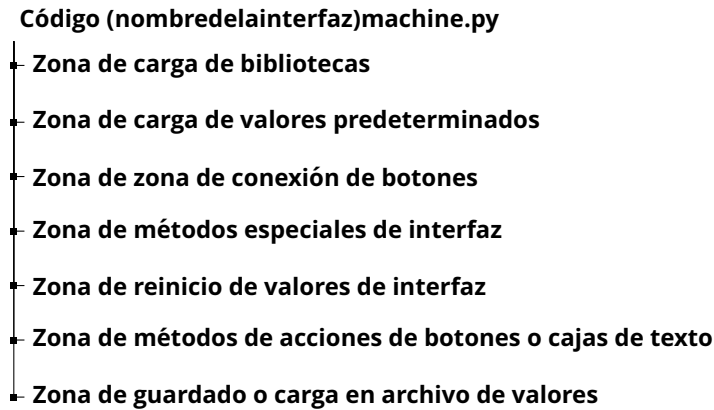 Código (nombredelainterfaz)machine.py
Zona de carga de bibliotecas
Zona de carga de valores predeterminados
Zona de zona de conexión de botones
Zona de métodos especiales de interfaz
Zona de reinicio de valores de interfaz
Zona de métodos de acciones de botones o cajas de texto
Zona de guardado o carga en archivo de valores